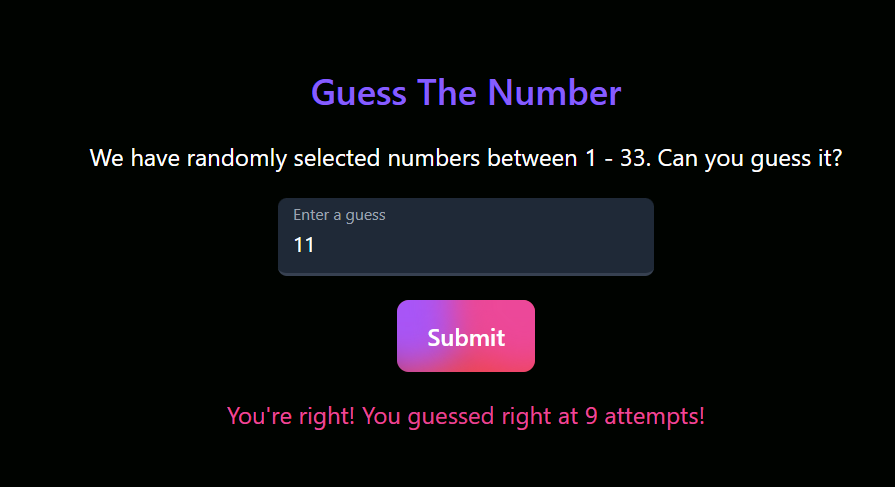 Guess The Number
We have randomly selected numbers between 1 - 33. Can you guess it?
Enter a guess
11
Submit
You're right! You guessed right at 9 attempts!